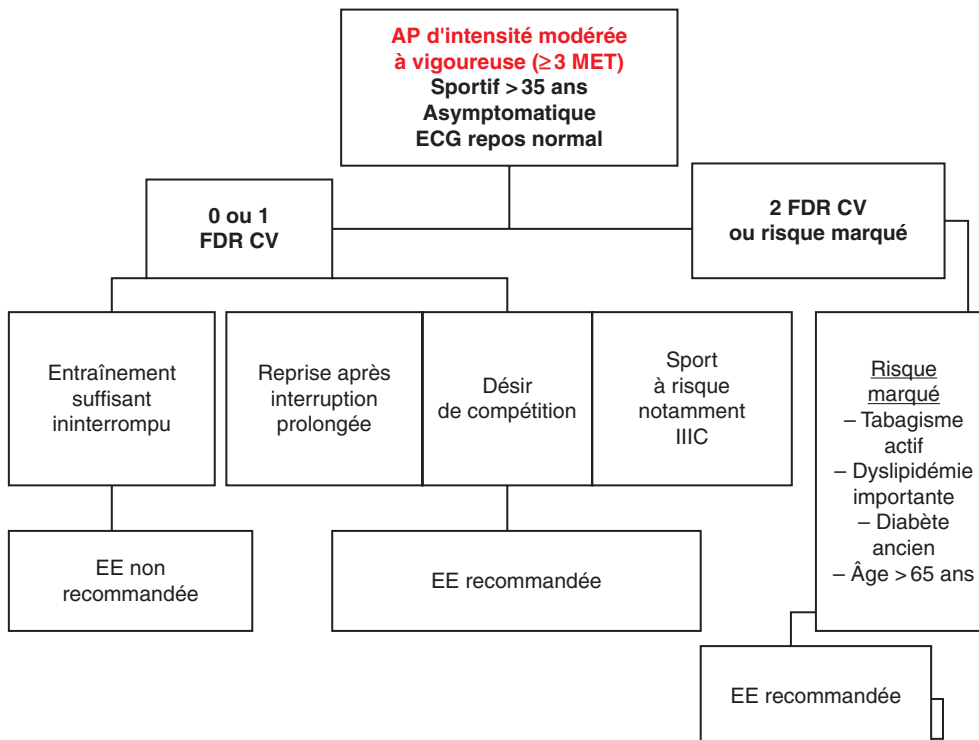 AP d'intensité modérée
à vigoureuse (≥ 3 MET)
Sportif > 35 ans
Asymptomatique
ECG repos normal
0 ou 1
FDR CV
2 FDR CV
ou risque marqué
Entraînement
suffisant
ininterrompu
Reprise après
interruption
prolongée
Désir
de compétition
Sport
à risque
notamment
IIIC
Risque
marqué
– Tabagisme
actif
– Dyslipidémie
importante
– Diabète
ancien
– Âge > 65 ans
EE non
recommandée
EE recommandée
EE recommandée